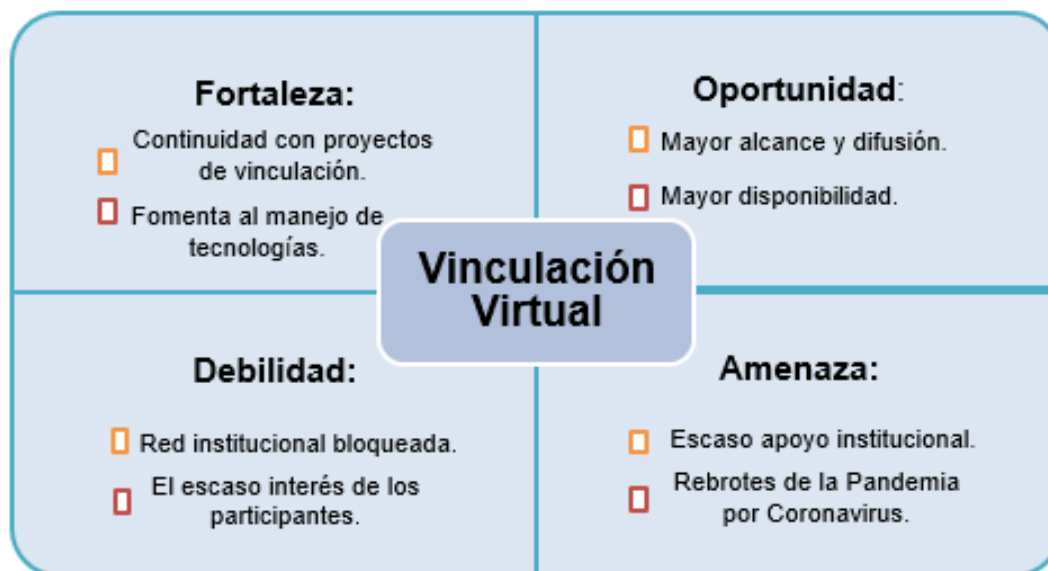 Fortaleza:
Continuidad con proyectos
de vinculación.
Fomenta al manejo de
tecnologías.
Oportunidad:
Mayor alcance y difusión.
Mayor disponibilidad.
Vinculación
Virtual
Debilidad:
Red institucional bloqueada.
El escaso interés de los
participantes.
Amenaza:
Escaso apoyo institucional.
Rebrotes de la Pandemia
por Coronavirus.